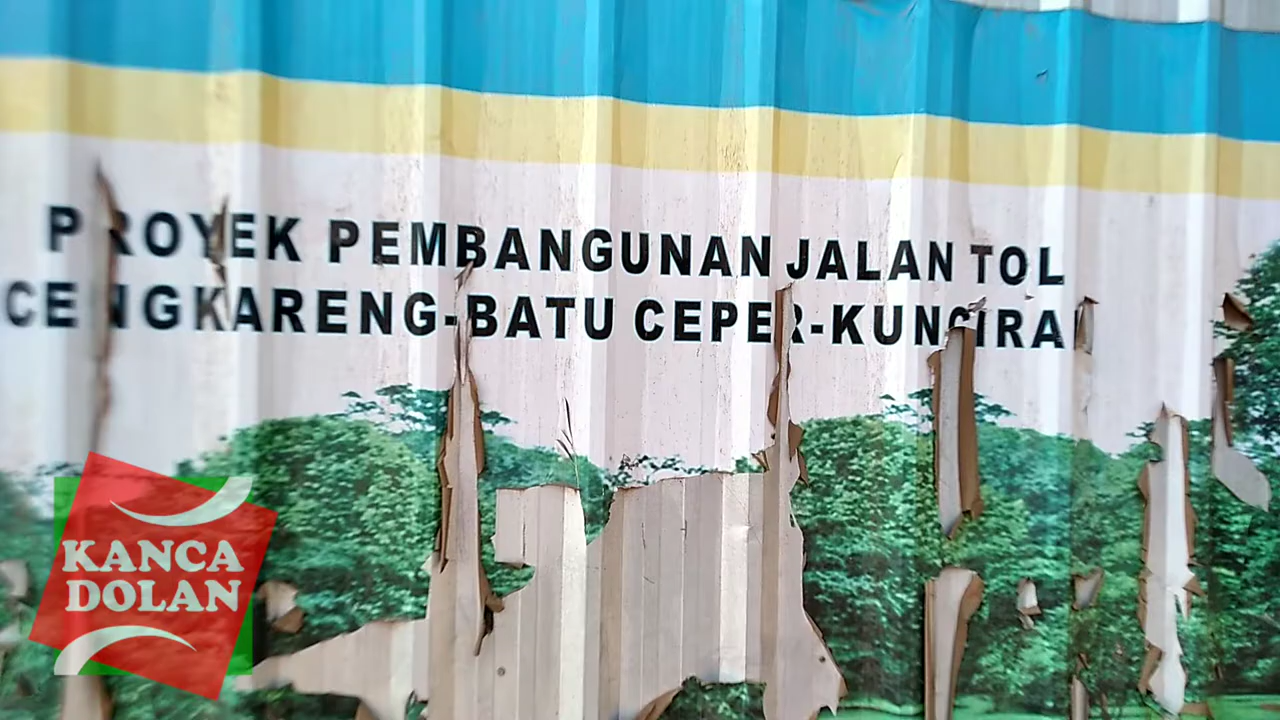 PROYEK PEMBANGUNAN JALAN TOL
CENGKARENG-BATU CEPER-KUNCIRAN
KANCA
DOLAN